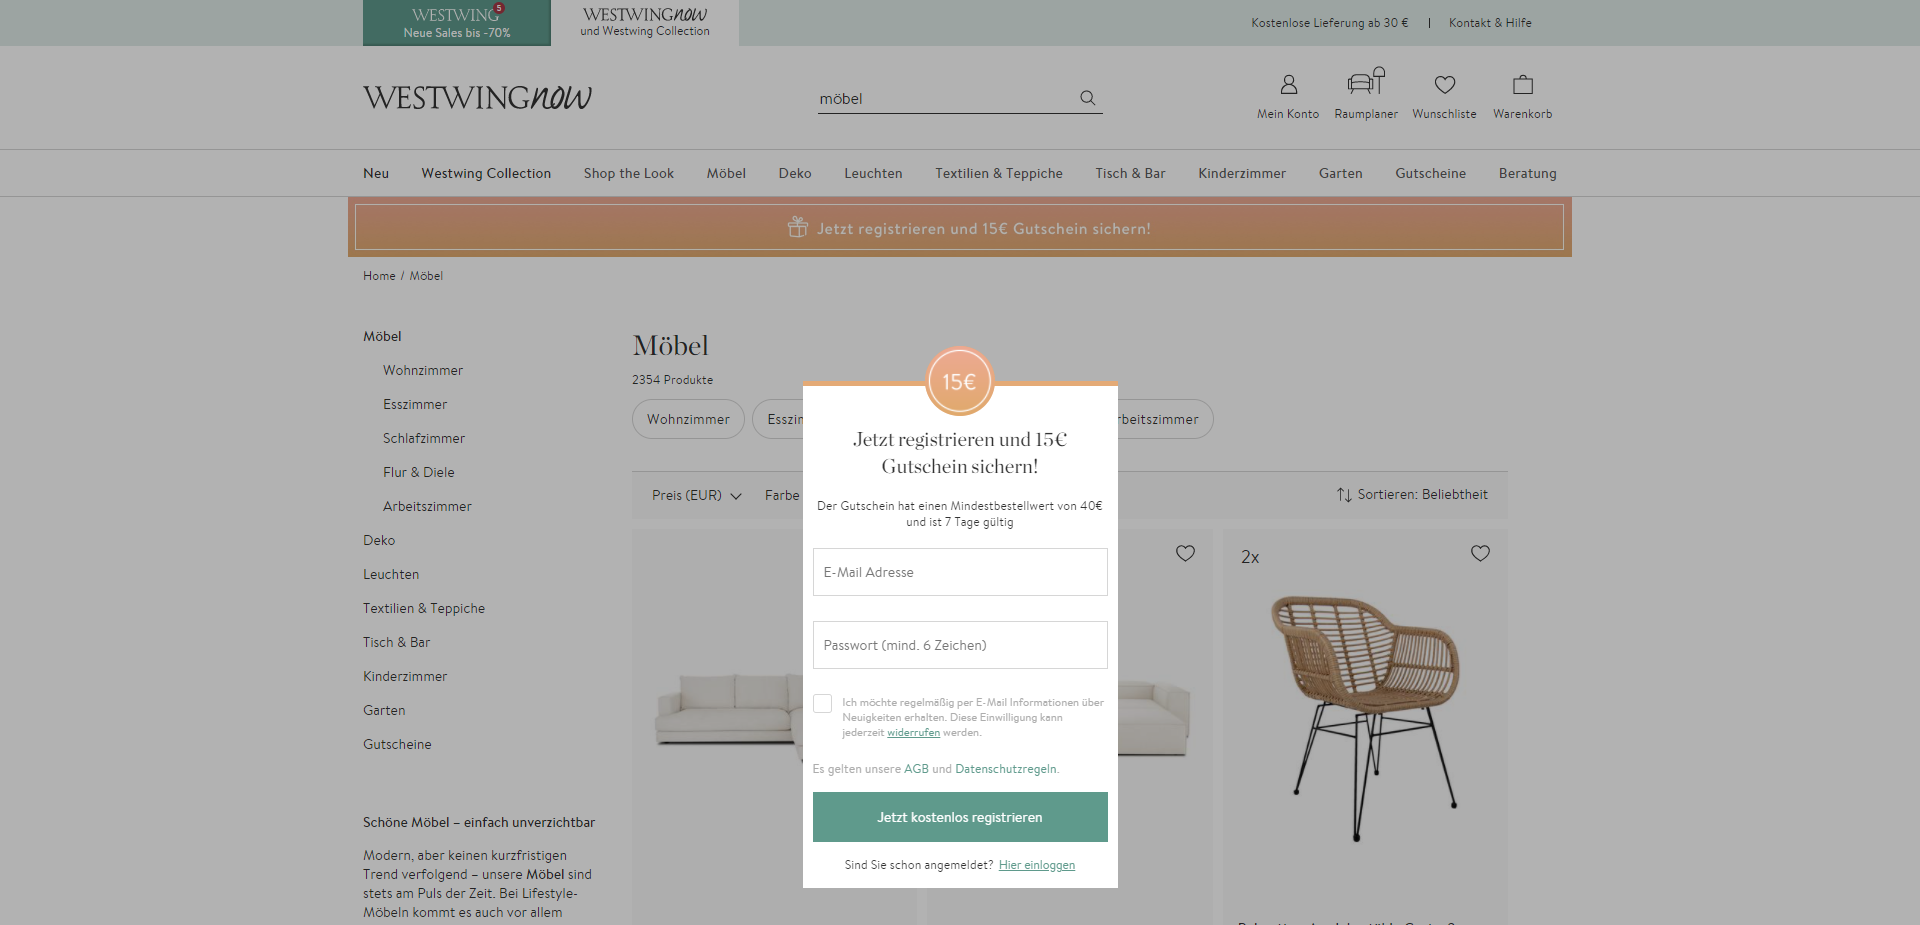 WESTWING 5
Neue Sales bis -70%
WESTWINGnow
und Westwing Collection
Kostenlose Lieferung ab 30 € | Kontakt & Hilfe
WESTWINGnow
möbel
Mein Konto
Raumplaner
Wunschliste
Warenkorb
Neu Westwing Collection Shop the Look Möbel Deko Leuchten Textilien & Teppiche Tisch & Bar Kinderzimmer Garten Gutscheine Beratung
Jetzt registrieren und 15€ Gutschein sichern!
Home / Möbel
Möbel
Wohnzimmer
Esszimmer
Schlafzimmer
Flur & Diele
Arbeitszimmer
Deko
Leuchten
Textilien & Teppiche
Tisch & Bar
Kinderzimmer
Garten
Gutscheine
Schöne Möbel – einfach unverzichtbar
Modern, aber keinen kurzfristigen
Trend verfolgend – unsere Möbel sind
stets am Puls der Zeit. Bei Lifestyle-
Möbeln kommt es auch vor allem
Möbel
2354 Produkte
Wohnzimmer
Preis (EUR) Farbe
Sortieren: Beliebtheit
2x
15€
Jetzt registrieren und 15€
Gutschein sichern!
Der Gutschein hat einen Mindestbestellwert von 40€
und ist 7 Tage gültig
E-Mail Adresse
Passwort (mind. 6 Zeichen)
Ich möchte regelmäßig per E-Mail Informationen über
Neuigkeiten erhalten. Diese Einwilligung kann
jederzeit widerrufen werden.
Es gelten unsere AGB und Datenschutzregeln.
Jetzt kostenlos registrieren
Sind Sie schon angemeldet? Hier einloggen